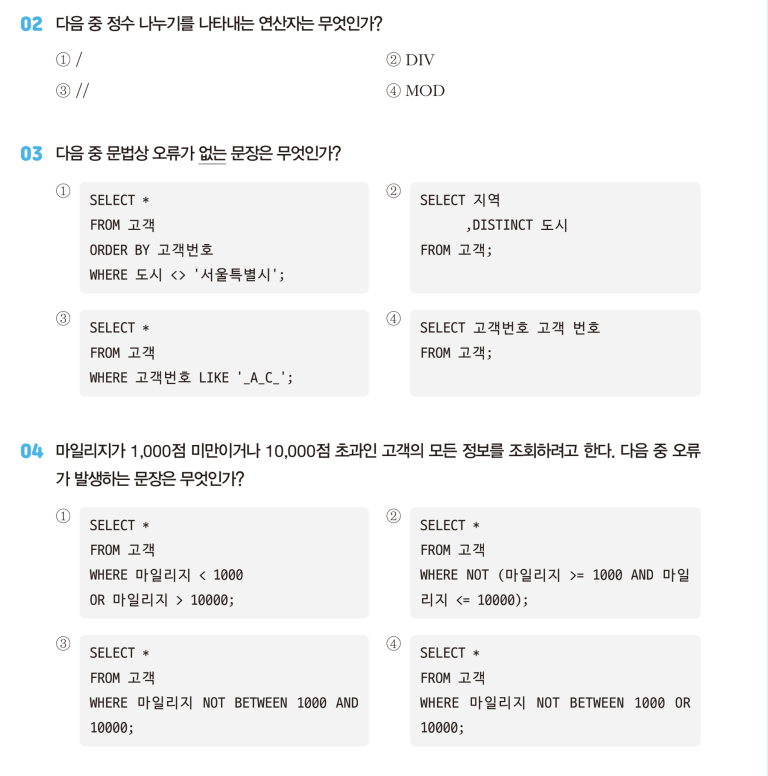 02 다음 중 정수 나누기를 나타내는 연산자는 무엇인가?
① /
② DIV
③ //
④ MOD
03 다음 중 문법상 오류가 없는 문장은 무엇인가?
①
SELECT *
FROM 고객
ORDER BY 고객번호
WHERE 도시 <> '서울특별시';
②
SELECT 지역
,DISTINCT 도시
FROM 고객;
③
SELECT *
FROM 고객
WHERE 고객번호 LIKE '_A_C_';
④
SELECT 고객번호 고객 번호
FROM 고객;
04 마일리지가 1,000점 미만이거나 10,000점 초과인 고객의 모든 정보를 조회하려고 한다. 다음 중 오류
가 발생하는 문장은 무엇인가?
①
SELECT *
FROM 고객
WHERE 마일리지 < 1000
OR 마일리지 > 10000;
②
SELECT *
FROM 고객
WHERE NOT (마일리지 >= 1000 AND 마일
리지 <= 10000);
③
SELECT *
FROM 고객
WHERE 마일리지 NOT BETWEEN 1000 AND
10000;
④
SELECT *
FROM 고객
WHERE 마일리지 NOT BETWEEN 1000 OR
10000;